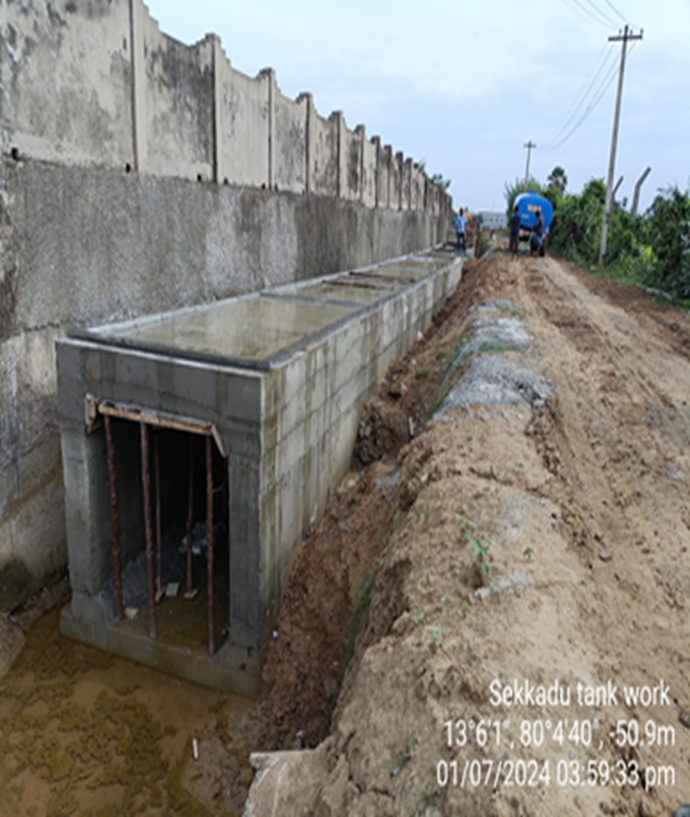 Sekkadu tank work
13°6'1", 80°4'40", -50.9m
01/07/2024 03:59:33 pm